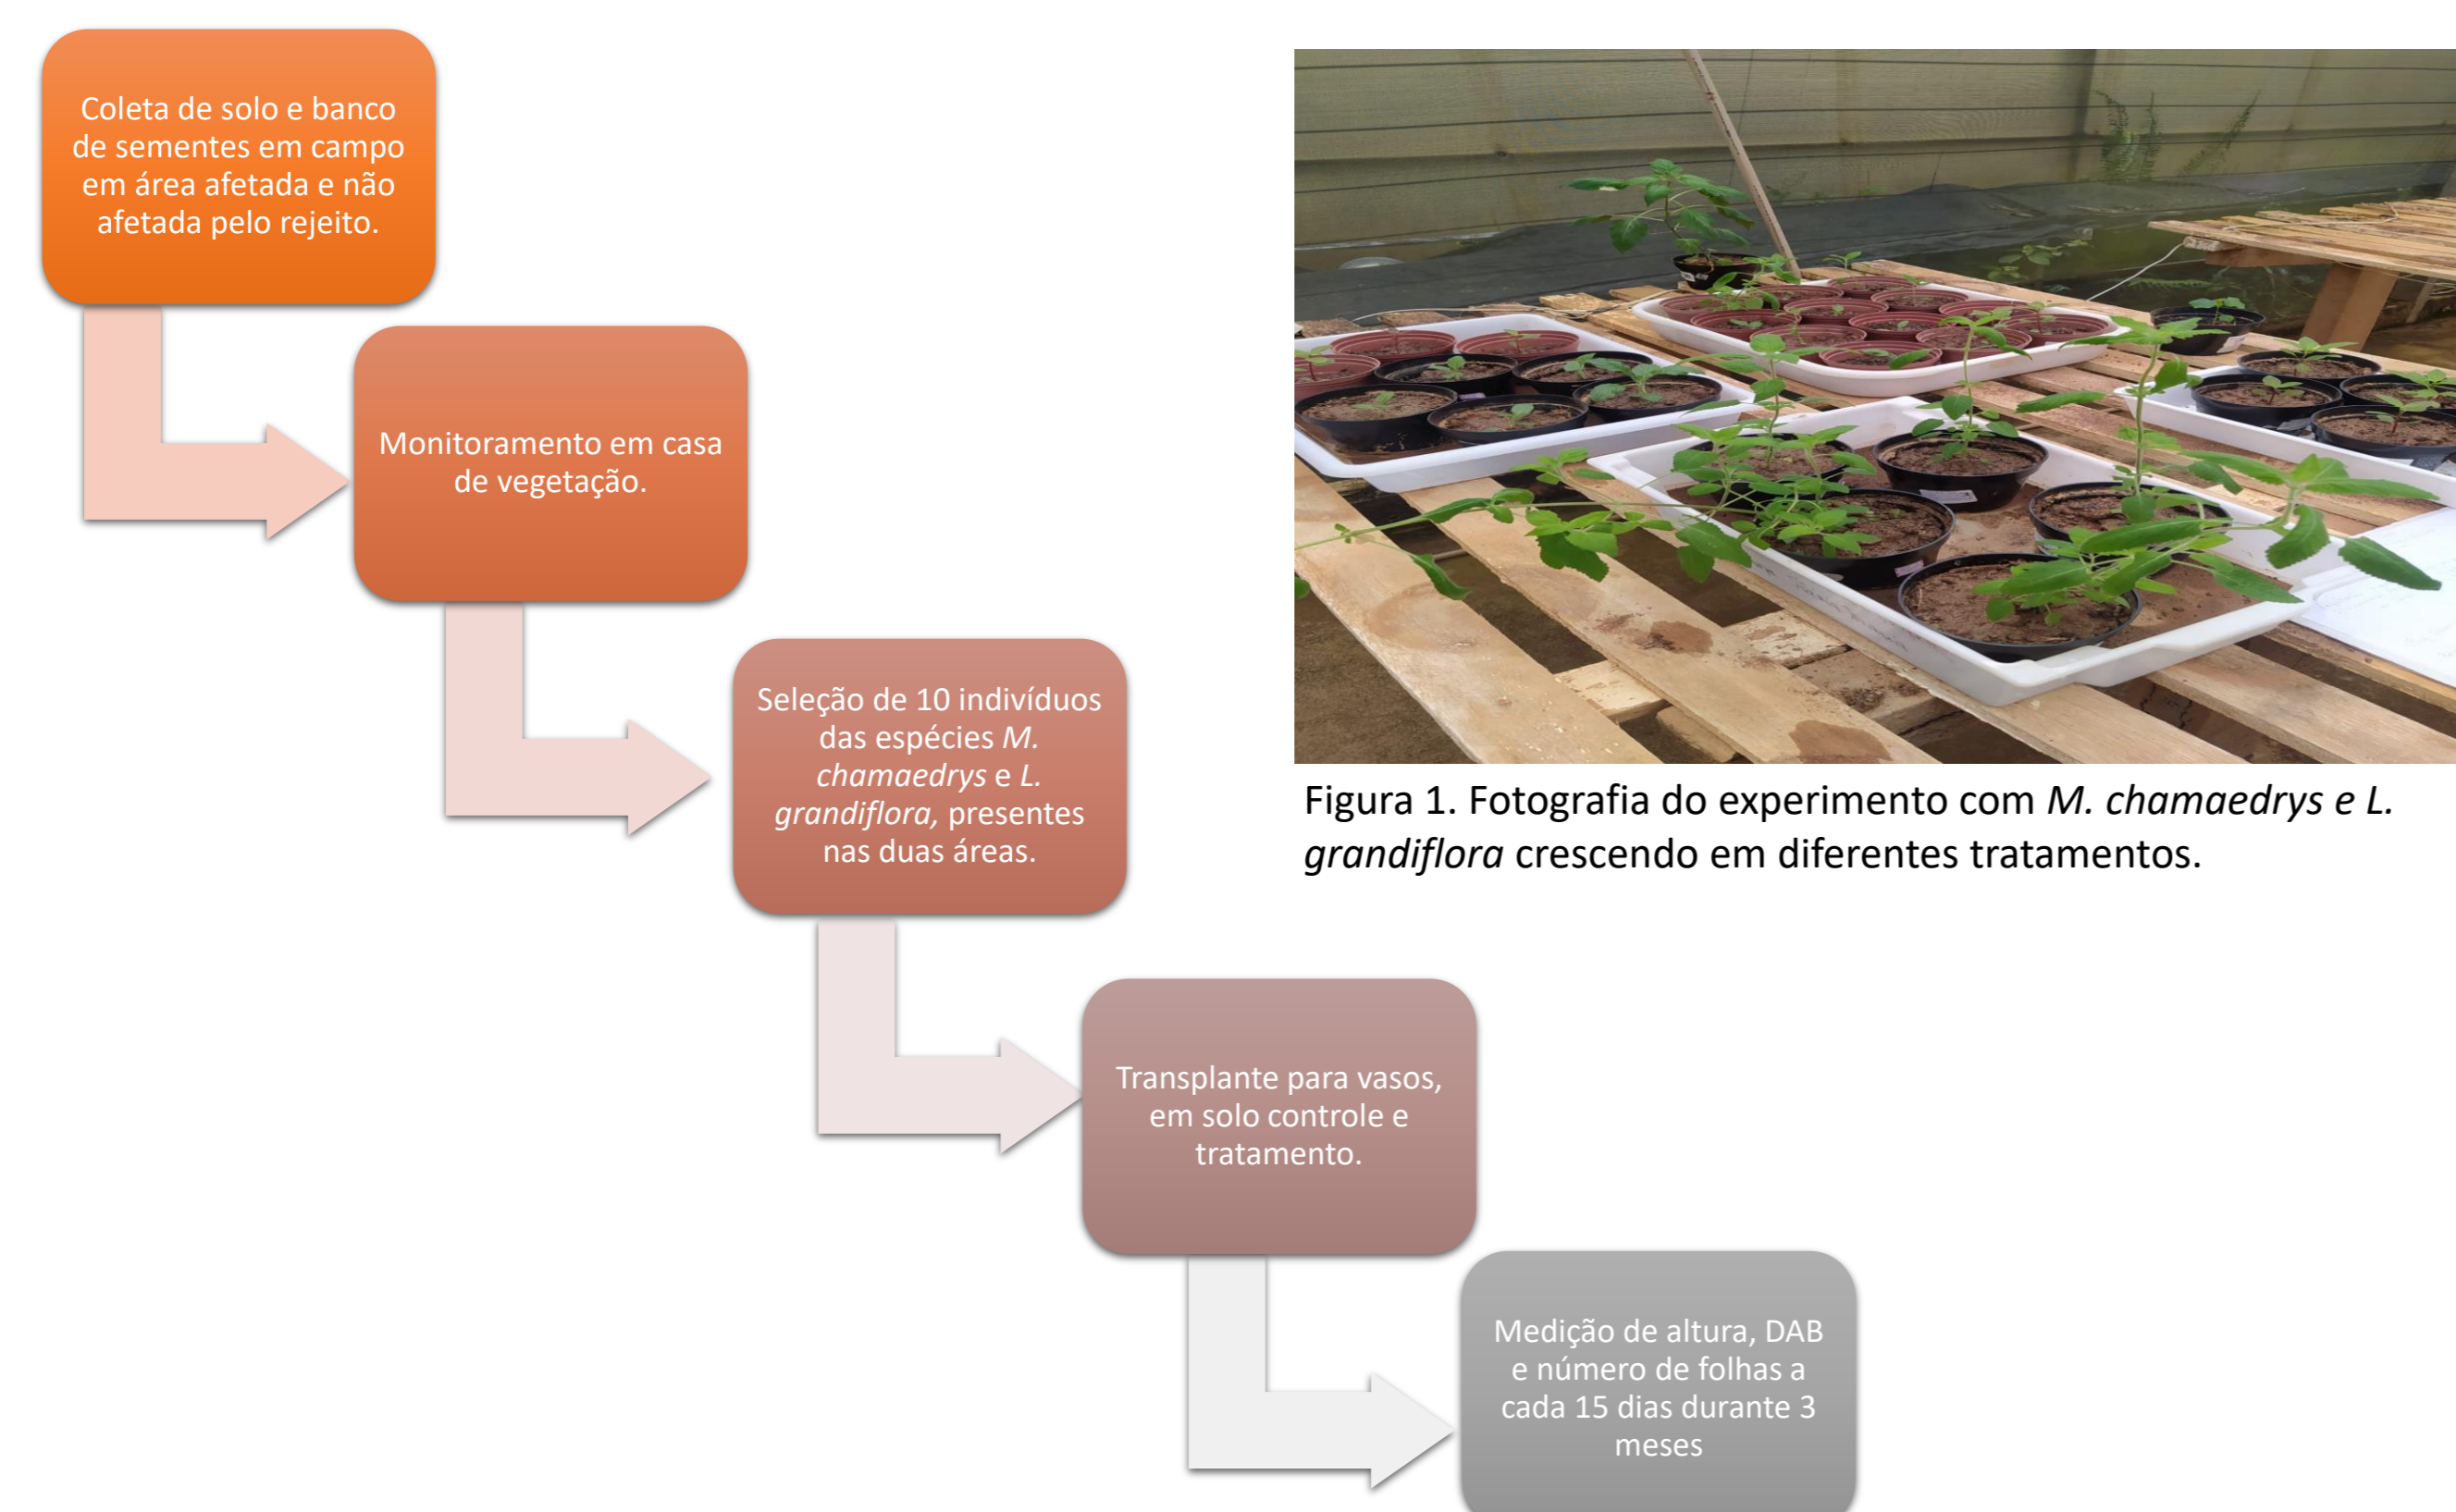 Coleta de solo e banco
de sementes em campo
em área afetada e não
afetada pelo rejeito.
Monitoramento em casa
de vegetação.
Seleção de 10 indivíduos
das espécies M.
chamaedrys e L.
grandiflora, presentes
nas duas áreas.
Transplante para vasos,
em solo controle e
tratamento.
Medição de altura, DAB
e número de folhas a
cada 15 dias durante 3
meses
Figura 1. Fotografia do experimento com M. chamaedrys e L.
grandiflora crescendo em diferentes tratamentos.